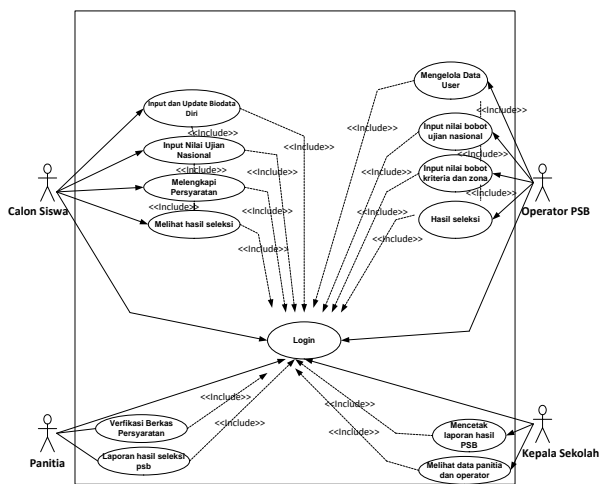 Input dan Update Biodata
Diri
<<Include>>
<<Include>>
Input Nilai Ujian
Nasional
<<Include>>
<<Include>>
Melengkapi
Persyaratan
<<Include>>
<<Include>>
Melihat hasil seleksi
<<Include>>
Calon Siswa
Mengelola Data
User
<<Include>>
<<Include>>
Input nilai bobot
ujian nasional
<<Include>>
<<Include>>
Input nilai bobot
kriteria dan zona
<<Include>>
<<Include>>
Hasil seleksi
<<Include>>
Operator PSB
Login
Verfikasi Berkas
Persyaratan
<<Include>>
Laporan hasil seleksi
psb
<<Include>>
Panitia
<<Include>>
Mencetak
laporan hasil
PSB
<<Include>>
Melihat data panitia
dan operator
Kepala Sekolah